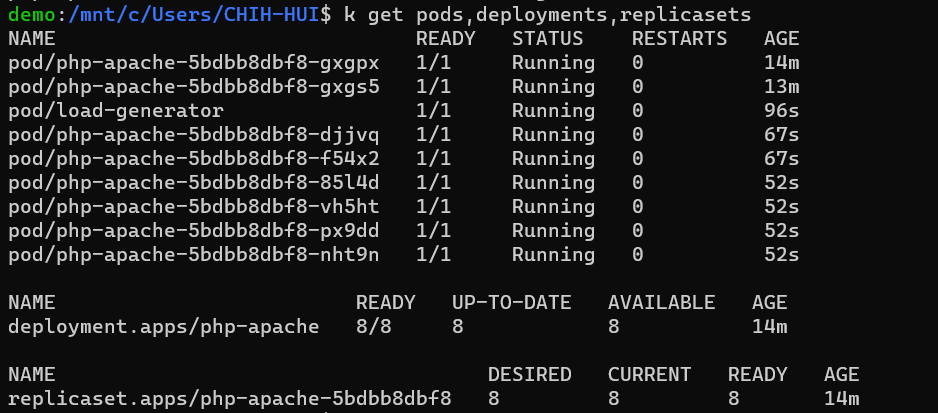 demo:/mnt/c/Users/CHIH-HUI$ k get pods,deployments,replicasets
NAME READY STATUS RESTARTS AGE
pod/php-apache-5bdbb8dbf8-gxgpx 1/1 Running 0 14m
pod/php-apache-5bdbb8dbf8-gxgs5 1/1 Running 0 13m
pod/load-generator 1/1 Running 0 96s
pod/php-apache-5bdbb8dbf8-djjvq 1/1 Running 0 67s
pod/php-apache-5bdbb8dbf8-f54x2 1/1 Running 0 67s
pod/php-apache-5bdbb8dbf8-85l4d 1/1 Running 0 52s
pod/php-apache-5bdbb8dbf8-vh5ht 1/1 Running 0 52s
pod/php-apache-5bdbb8dbf8-px9dd 1/1 Running 0 52s
pod/php-apache-5bdbb8dbf8-nht9n 1/1 Running 0 52s
NAME READY UP-TO-DATE AVAILABLE AGE
deployment.apps/php-apache 8/8 8 8 14m
NAME DESIRED CURRENT READY AGE
replicaset.apps/php-apache-5bdbb8dbf8 8 8 8 14m